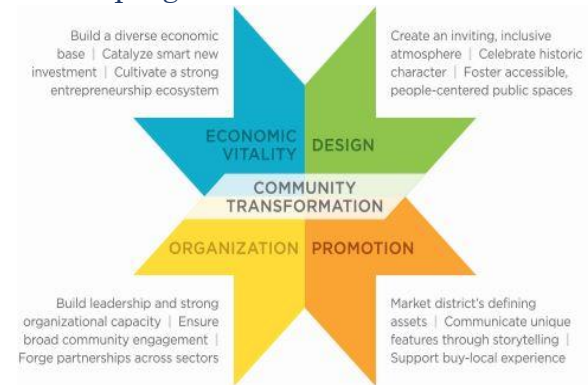 Build a diverse economic
base | Catalyze smart new
investment | Cultivate a strong
entrepreneurship ecosystem
Create an inviting, inclusive
atmosphere | Celebrate historic
character | Foster accessible,
people-centered public spaces
ECONOMIC
VITALITY
DESIGN
COMMUNITY
TRANSFORMATION
ORGANIZATION
PROMOTION
Build leadership and strong
organizational capacity | Ensure
broad community engagement |
Forge partnerships across sectors
Market district's defining
assets | Communicate unique
features through storytelling |
Support buy-local experience